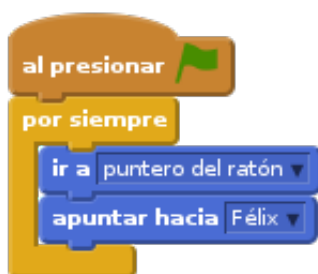 al presionar
por siempre
ir a puntero del ratón
apuntar hacia Félix